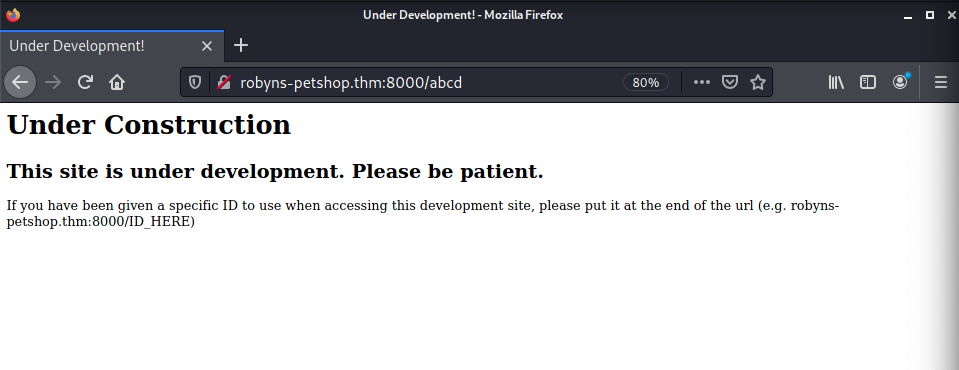 Under Development! - Mozilla Firefox
Under Development!
robyns-petshop.thm:8000/abcd 80%
Under Construction
This site is under development. Please be patient.
If you have been given a specific ID to use when accessing this development site, please put it at the end of the url (e.g. robyns-
petshop.thm:8000/ID_HERE)